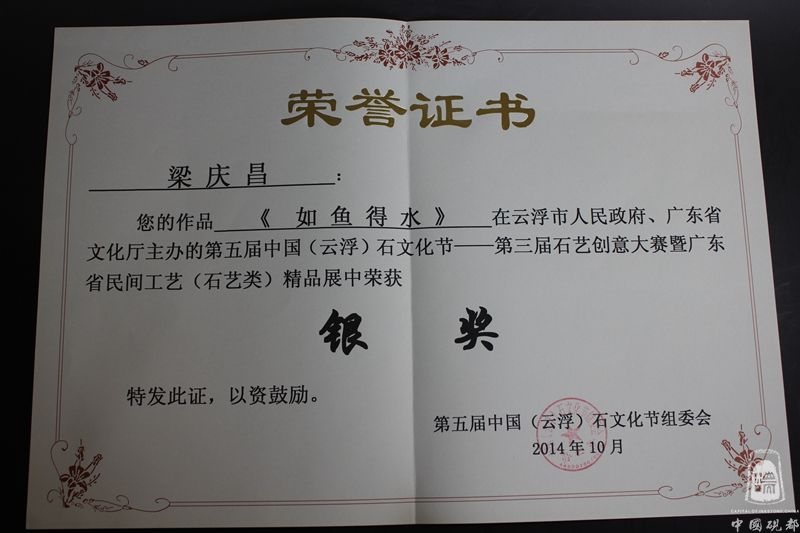 荣誉证书
梁庆昌：
您的作品《如鱼得水》在云浮市人民政府、广东省
文化厅主办的第五届中国（云浮）石文化节——第三届石艺创意大赛暨广东
省民间工艺（石艺类）精品展中荣获
银奖
特发此证，以资鼓励。
第五届中国（云浮）石文化节组委会
2014年10月
中國硯都